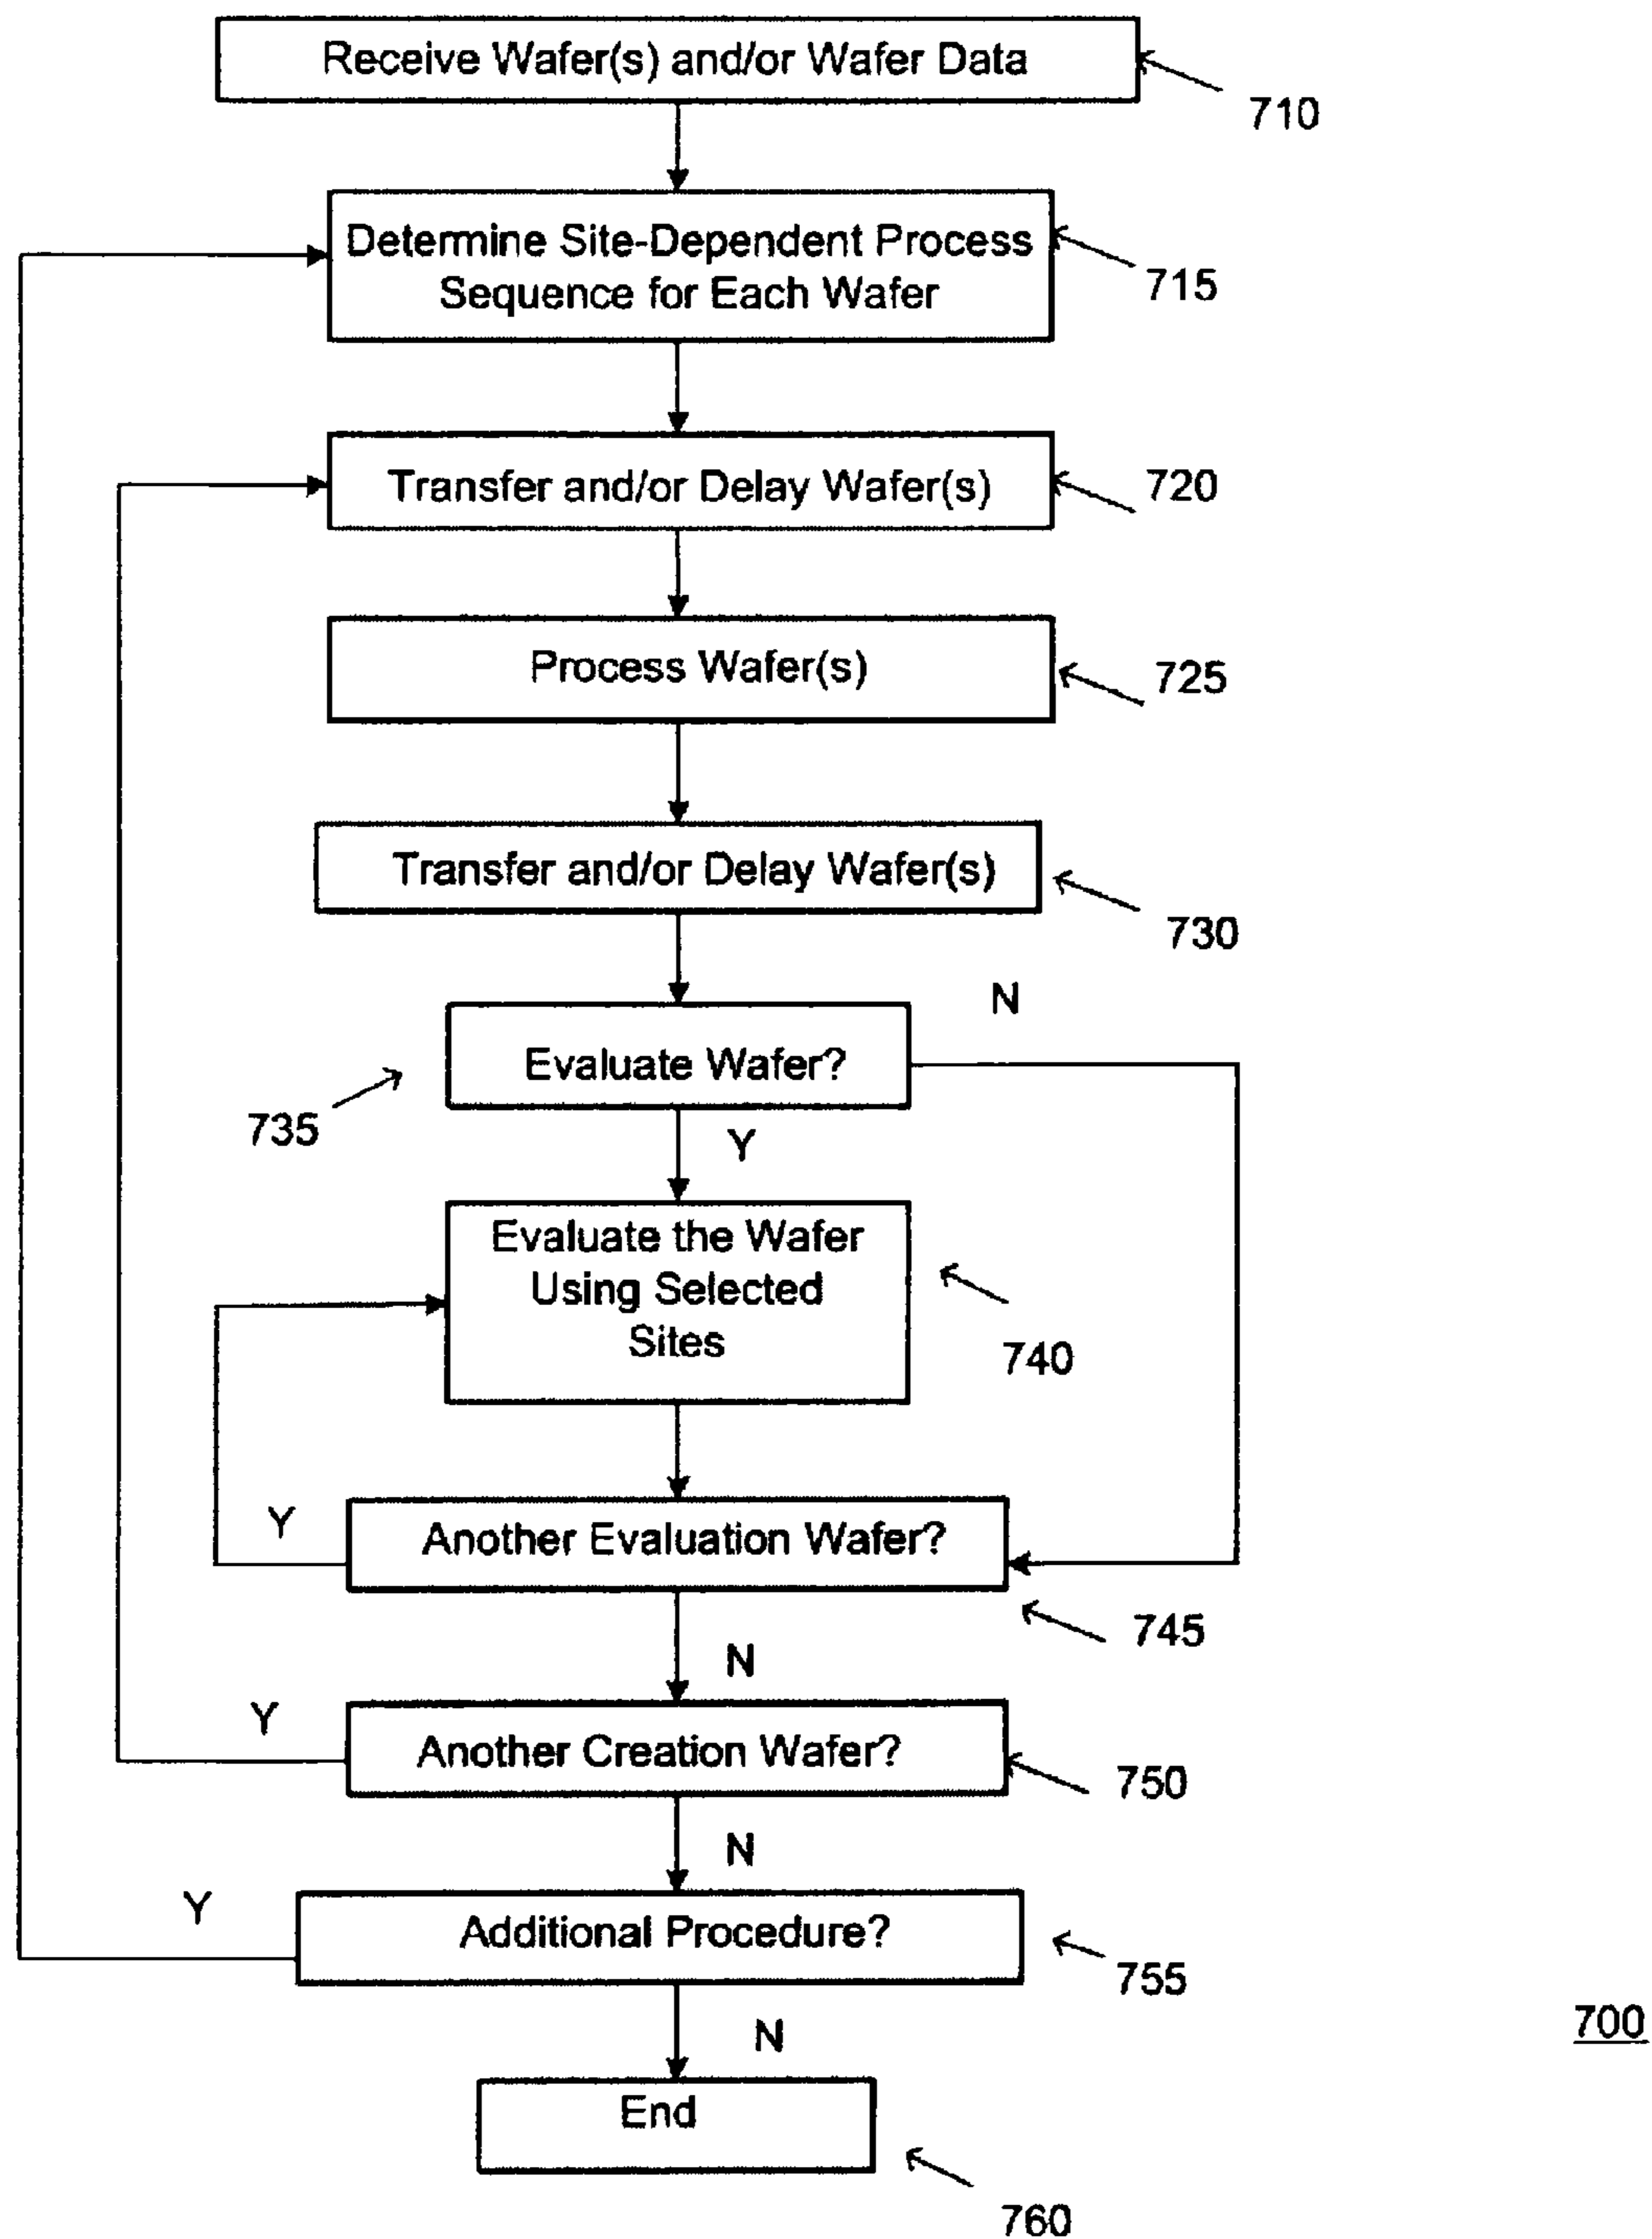 Receive Wafer(s) and/or Wafer Data
710
Determine Site-Dependent Process
Sequence for Each Wafer
715
Transfer and/or Delay Wafer(s)
720
Process Wafer(s)
725
Transfer and/or Delay Wafer(s)
730
N
Evaluate Wafer?
735
Y
Evaluate the Wafer
Using Selected
Sites
740
Y
Another Evaluation Wafer?
745
N
Y
Another Creation Wafer?
750
N
Y
Additional Procedure?
755
700
N
End
760